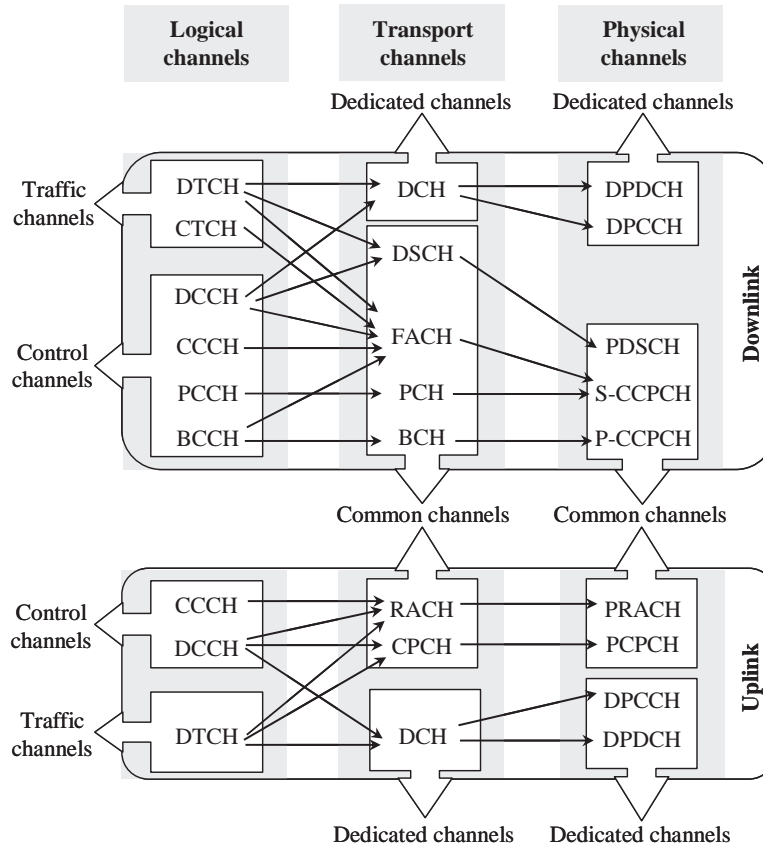 Logical channels
Transport channels
Physical channels
Dedicated channels
Dedicated channels
Traffic channels
DTCH
CTCH
DCH
DPDCH
DPCCH
DSCH
DCCH
Control channels
CCCH
PCCH
BCCH
FACH
PCH
BCH
PDSCH
S-CCPCH
P-CCPCH
Downlink
Common channels
Common channels
Control channels
CCCH
DCCH
RACH
CPCH
PRACH
PCPCH
Traffic channels
DTCH
DCH
DPCCH
DPDCH
Uplink
Dedicated channels
Dedicated channels